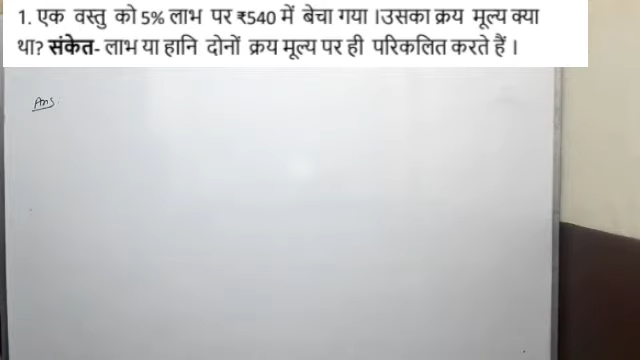 1. एक वस्तु को 5% लाभ पर ₹540 में बेचा गया ।उसका क्रय मूल्य क्या
था? संकेत- लाभ या हानि दोनों क्रय मूल्य पर ही परिकलित करते हैं ।
Ans.